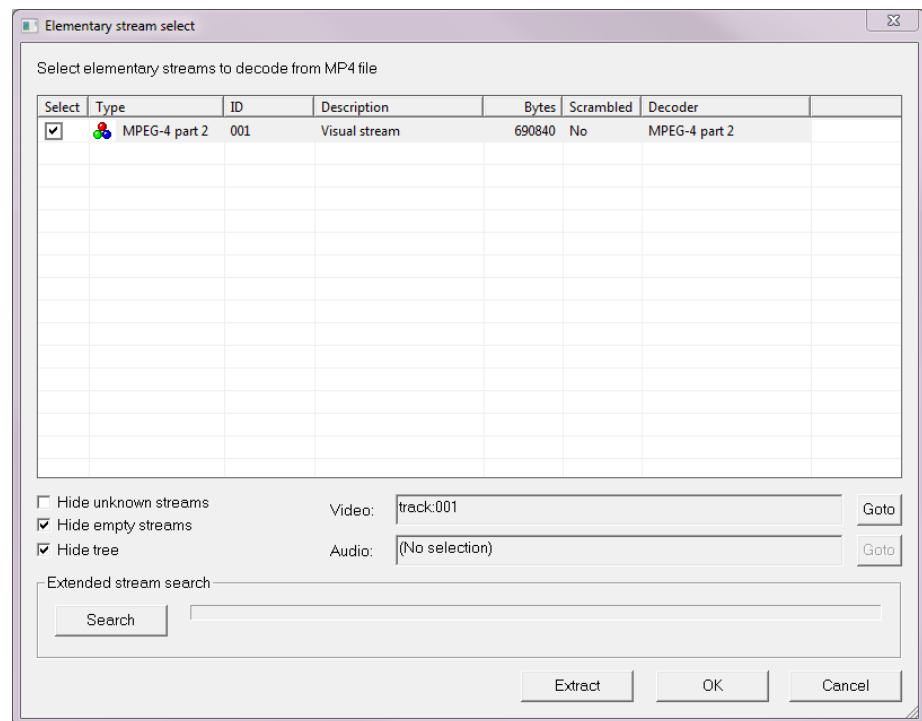 Elementary stream select
Select elementary streams to decode from MP4 file
Select Type ID Description Bytes Scrambled Decoder
MPEG-4 part 2 001 Visual stream 690840 No MPEG-4 part 2
Hide unknown streams
Hide empty streams
Hide tree
Video: track:001 Goto
Audio: (No selection) Goto
Extended stream search
Search
Extract OK Cancel